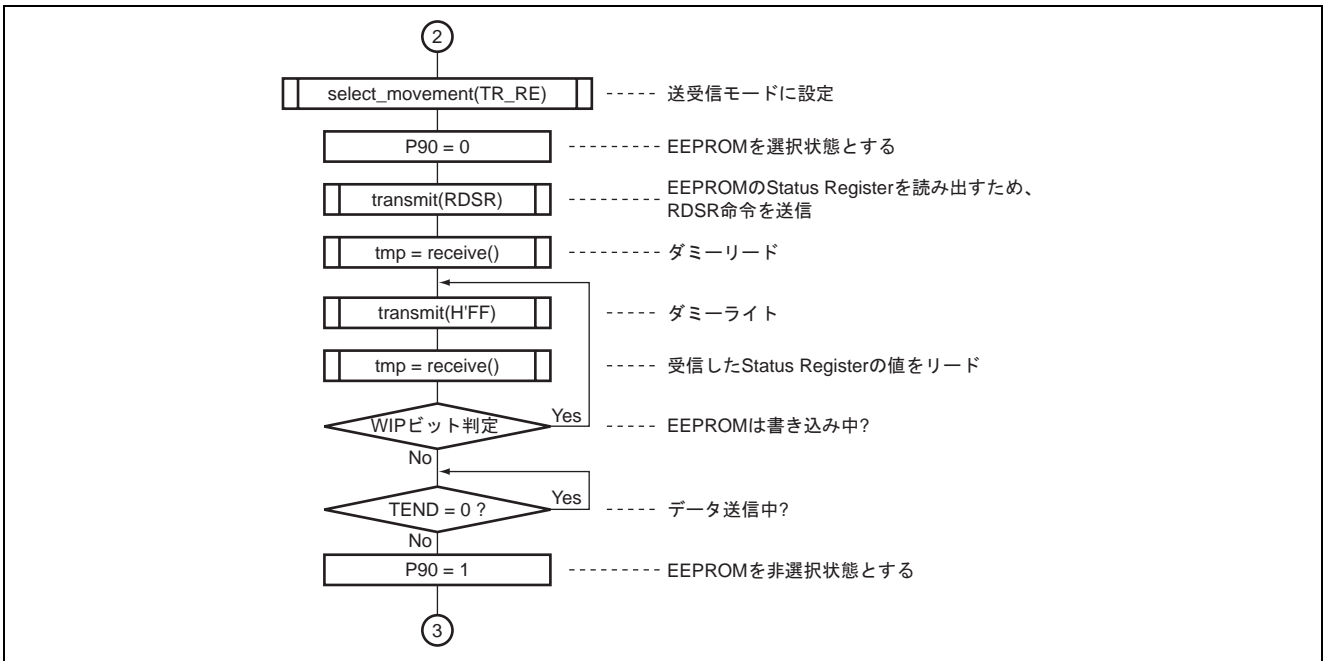 2
select_movement(TR_RE)
送受信モードに設定
P90 = 0
EEPROMを選択状態とする
transmit(RDSR)
EEPROMのStatus Registerを読み出すため、
RDSR命令を送信
tmp = receive()
ダミーリード
transmit(H'FF)
ダミーライト
tmp = receive()
受信したStatus Registerの値をリード
WIPビット判定
Yes
EEPROMは書き込み中?
No
TEND = 0 ?
Yes
データ送信中?
No
P90 = 1
EEPROMを非選択状態とする
3